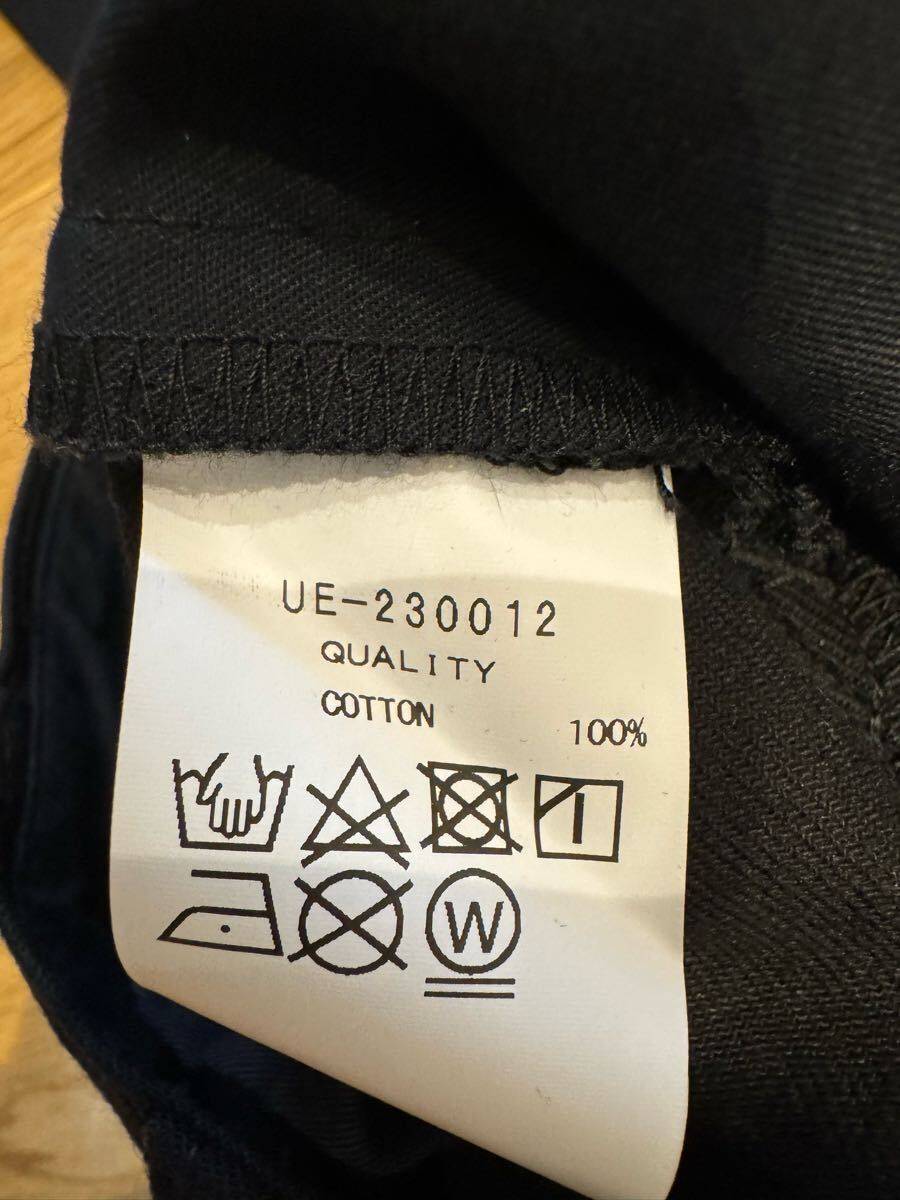 UE-230012
QUALITY
COTTON 100%
W